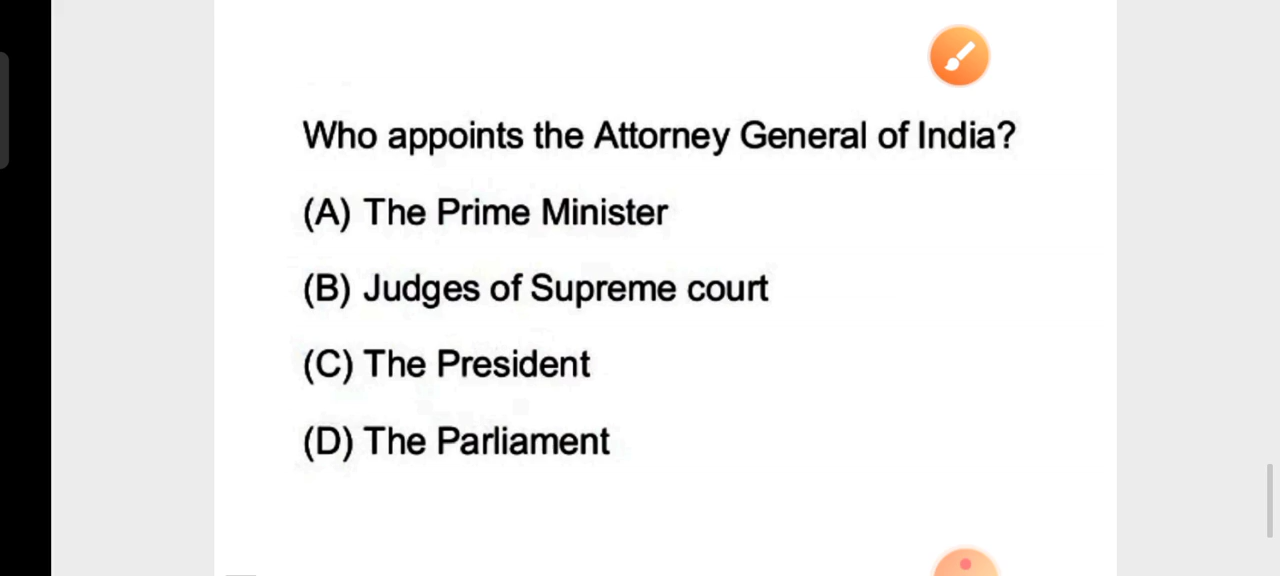 Who appoints the Attorney General of India?
(A) The Prime Minister
(B) Judges of Supreme court
(C) The President
(D) The Parliament